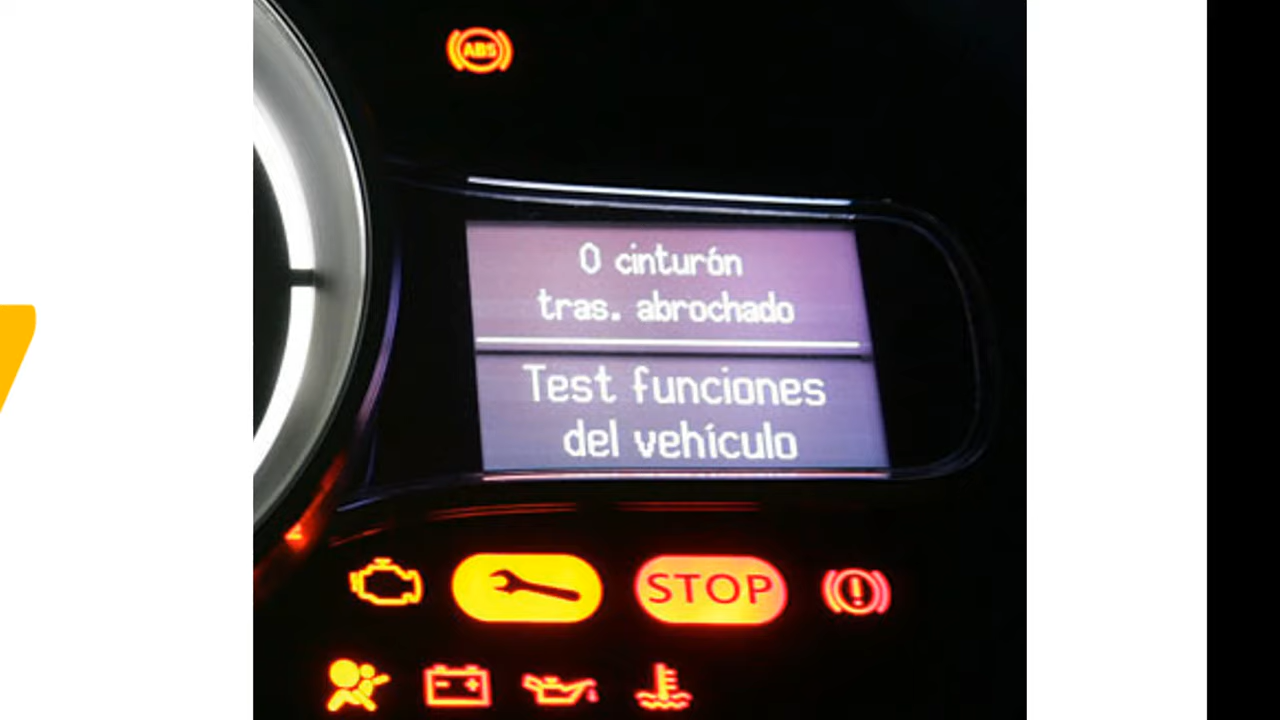 ABS
0 cinturón
tras. abrochado
Test funciones
del vehículo
STOP